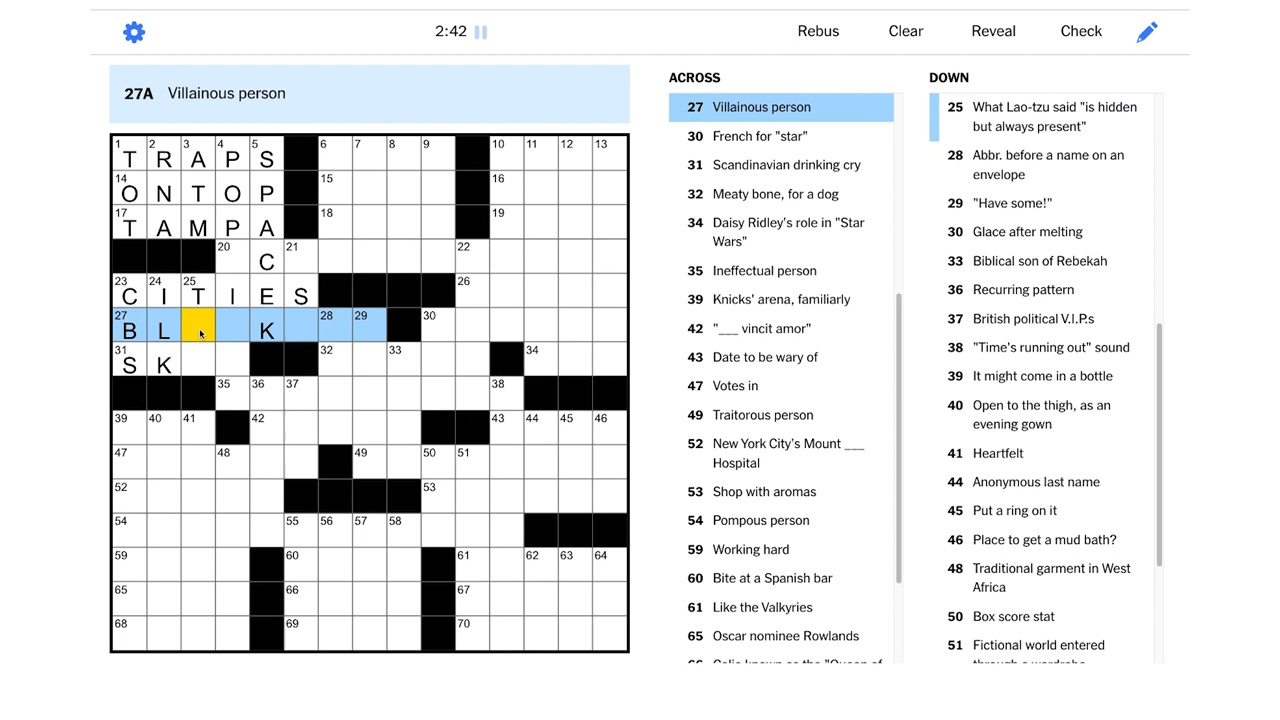 2:42
Rebus Clear Reveal Check
27A Villainous person
ACROSS
27 Villainous person
30 French for "star"
31 Scandinavian drinking cry
32 Meaty bone, for a dog
34 Daisy Ridley's role in "Star
Wars"
35 Ineffectual person
39 Knicks' arena, familiarly
42 "___ vincit amor"
43 Date to be wary of
47 Votes in
49 Traitorous person
52 New York City's Mount ___
Hospital
53 Shop with aromas
54 Pompous person
59 Working hard
60 Bite at a Spanish bar
61 Like the Valkyries
65 Oscar nominee Rowlands
DOWN
25 What Lao-tzu said "is hidden
but always present"
28 Abbr. before a name on an
envelope
29 "Have some!"
30 Glace after melting
33 Biblical son of Rebekah
36 Recurring pattern
37 British political V.I.P.s
38 "Time's running out" sound
39 It might come in a bottle
40 Open to the thigh, as an
evening gown
41 Heartfelt
44 Anonymous last name
45 Put a ring on it
46 Place to get a mud bath?
48 Traditional garment in West
Africa
50 Box score stat
51 Fictional world entered
through a wardrobe
1 2 3 4 5 6 7 8 9 10 11 12 13
T R A P S
14 15 16
O N T O P
17 18 19
T A M P A
20 21 22
C
23 24 25 26
C I T I E S
27 28 29 30
B L K
31 32 33 34
S K
35 36 37 38
39 40 41 42 43 44 45 46
47 48 49 50 51
52 53
54 55 56 57 58
59 60 61 62 63 64
65 66 67
68 69 70